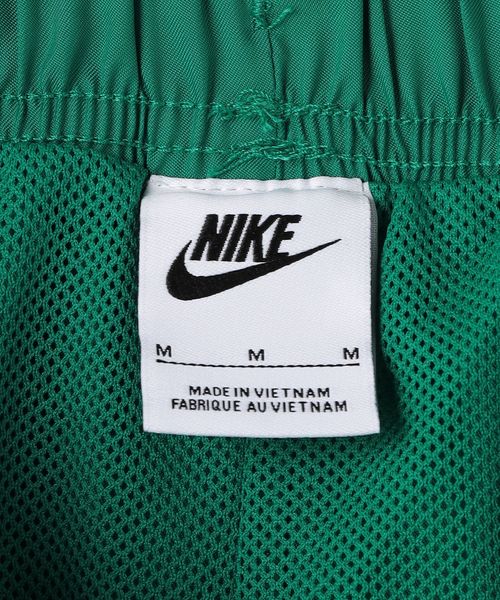 NIKE
M M M
MADE IN VIETNAM
FABRIQUE AU VIETNAM